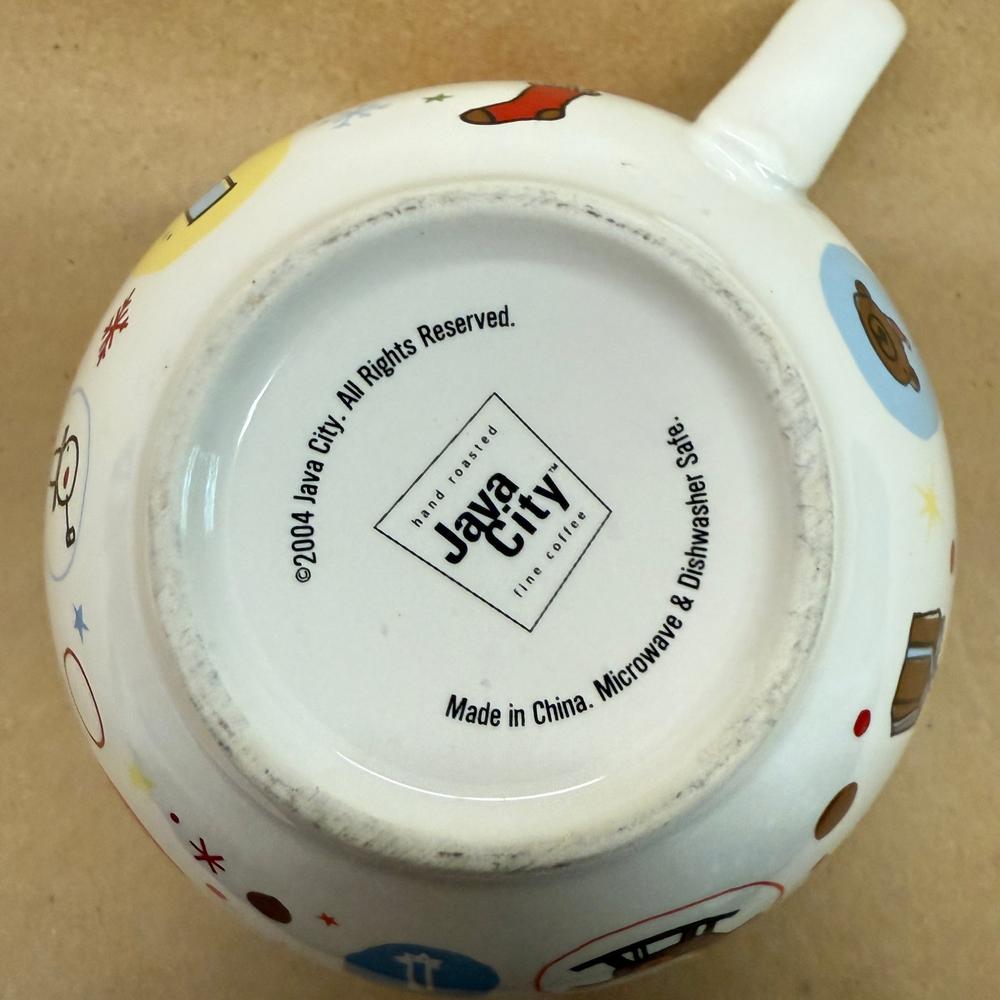 ©2004 Java City. All Rights Reserved.
hand roasted
Java
City™
fine coffee
Made in China. Microwave & Dishwasher Safe.